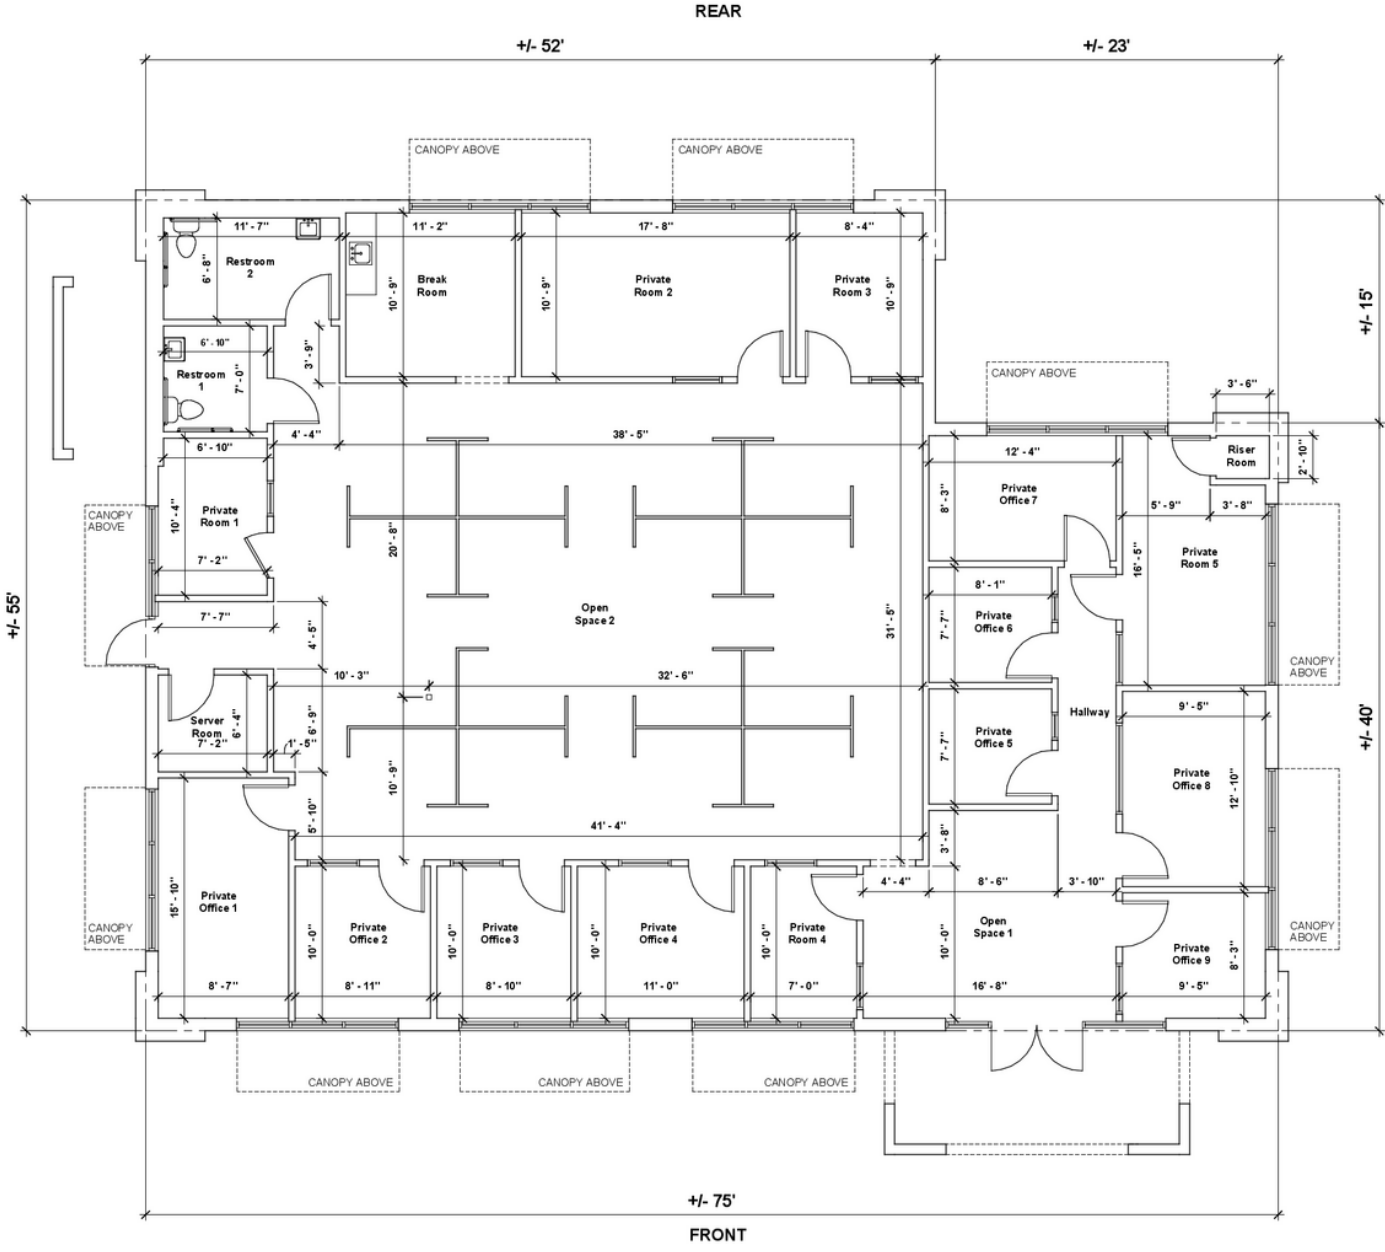 REAR
+/- 52'
+/- 23'
CANOPY ABOVE
CANOPY ABOVE
11' - 7"
11' - 2"
17' - 8"
8' - 4"
6' - 8"
Restroom
2
10' - 9"
Break
Room
10' - 9"
Private
Room 2
Private
Room 3
10' - 9"
+/- 15'
6' - 10"
3' - 9"
Restroom
1
7' - 0"
CANOPY ABOVE
3' - 6"
4' - 4"
38' - 5"
6' - 10"
12' - 4"
Riser
Room
2' - 10"
10' - 4"
Private
Room 1
CANOPY
ABOVE
20' - 8"
8' - 3"
Private
Office 7
5' - 9"
3' - 8"
7' - 2"
16' - 5"
Private
Room 5
+/- 55'
7' - 7"
4' - 5"
Open
Space 2
31' - 5"
8' - 1"
7' - 7"
Private
Office 6
10' - 3"
32' - 6"
CANOPY
ABOVE
Server
Room
6' - 4"
7' - 2"
6' - 9"
1' - 5"
Hallway
9' - 5"
7' - 7"
Private
Office 5
+/- 40'
10' - 9"
5' - 10"
Private
Office 8
12' - 10"
41' - 4"
3' - 8"
15' - 10"
Private
Office 1
4' - 4"
8' - 6"
3' - 10"
CANOPY
ABOVE
10' - 0"
Private
Office 2
10' - 0"
Private
Office 3
10' - 0"
Private
Office 4
10' - 0"
Private
Room 4
10' - 0"
Open
Space 1
Private
Office 9
8' - 3"
CANOPY
ABOVE
8' - 7"
8' - 11"
8' - 10"
11' - 0"
7' - 0"
16' - 8"
9' - 5"
CANOPY ABOVE
CANOPY ABOVE
CANOPY ABOVE
+/- 75'
FRONT